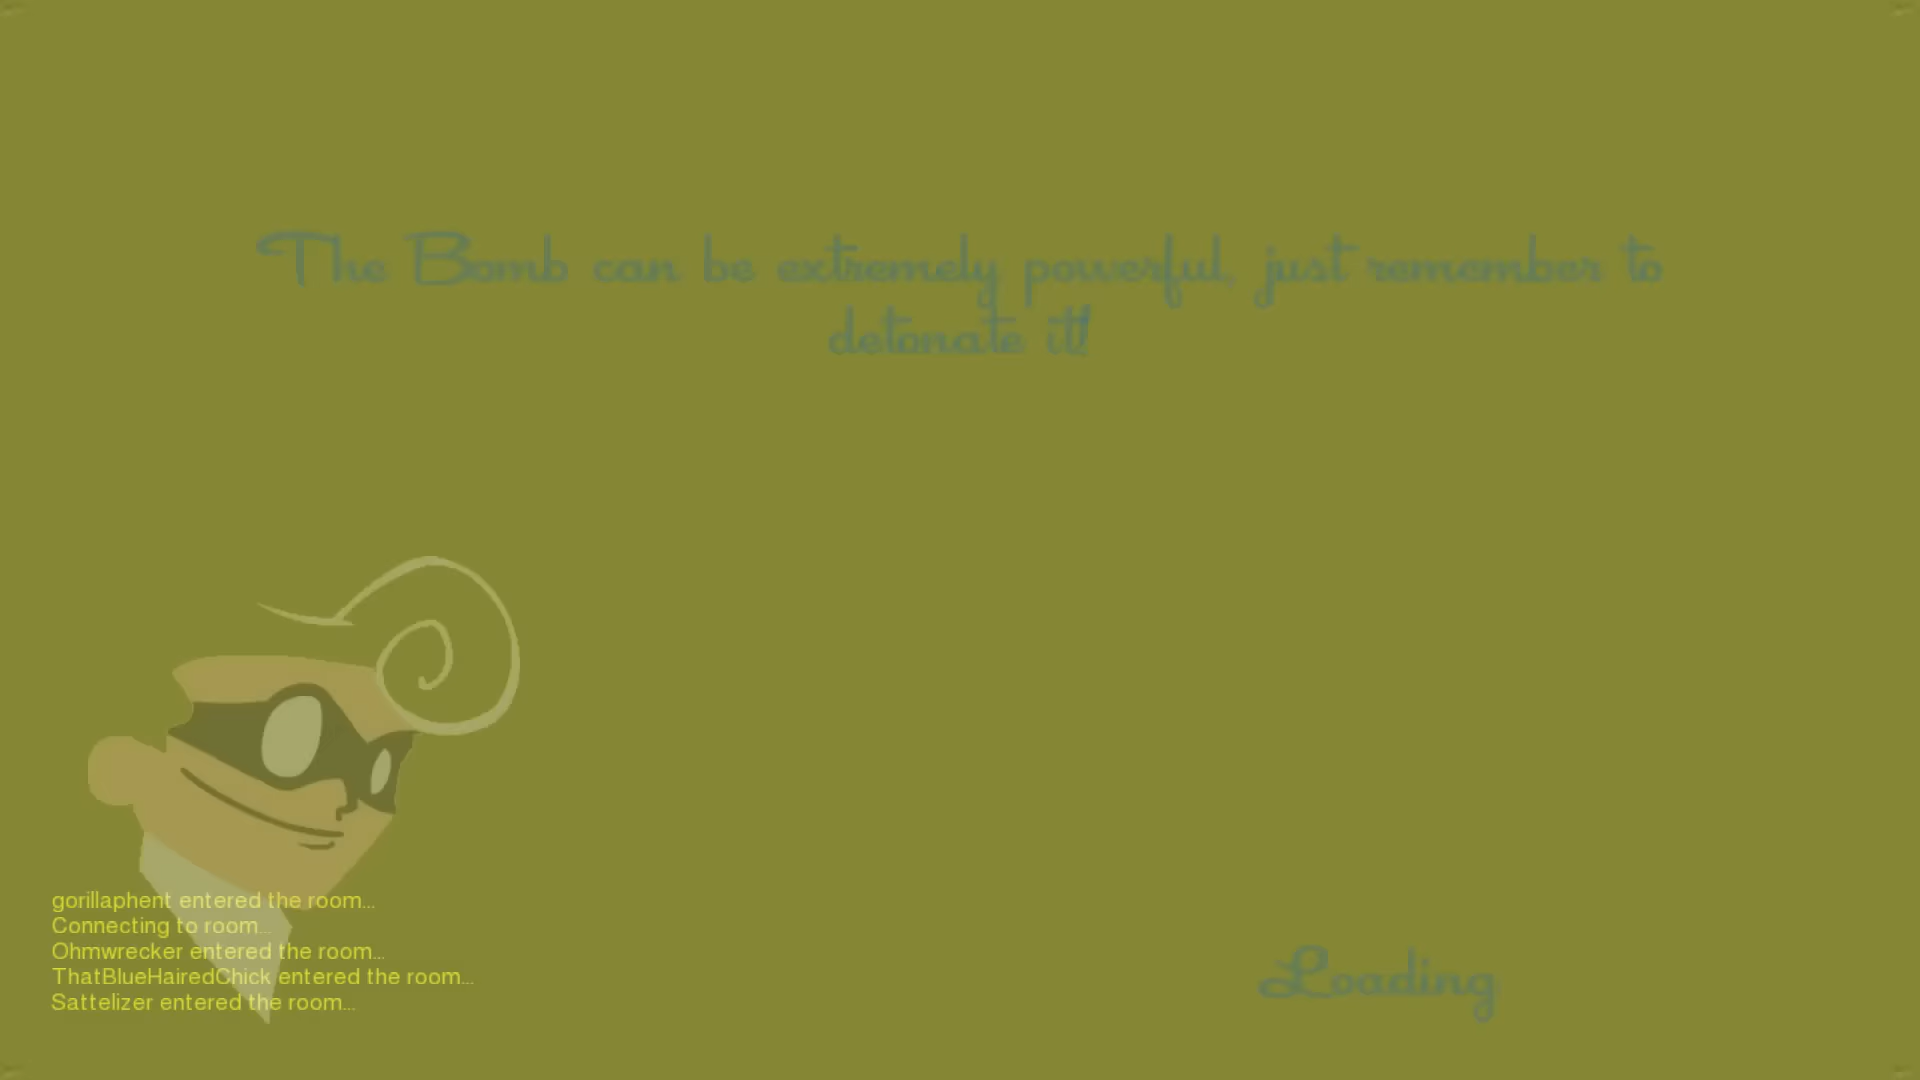 The Bomb can be extremely powerful, just remember to
detonate it!
gorillaphent entered the room...
Connecting to room...
Ohmwrecker entered the room...
ThatBlueHairedChick entered the room...
Sattelizer entered the room...
Loading